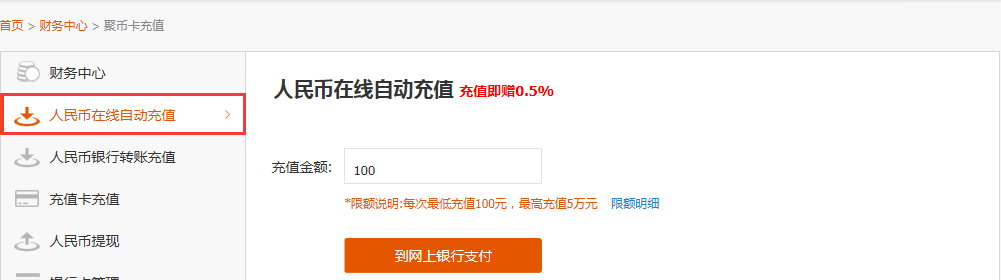 首页 > 财务中心 > 聚币卡充值
财务中心
人民币在线自动充值
人民币银行转账充值
充值卡充值
人民币提现
银行卡管理
人民币在线自动充值 充值即赠0.5%
充值金额: 100
*限额说明:每次最低充值100元，最高充值5万元 限额明细
到网上银行支付